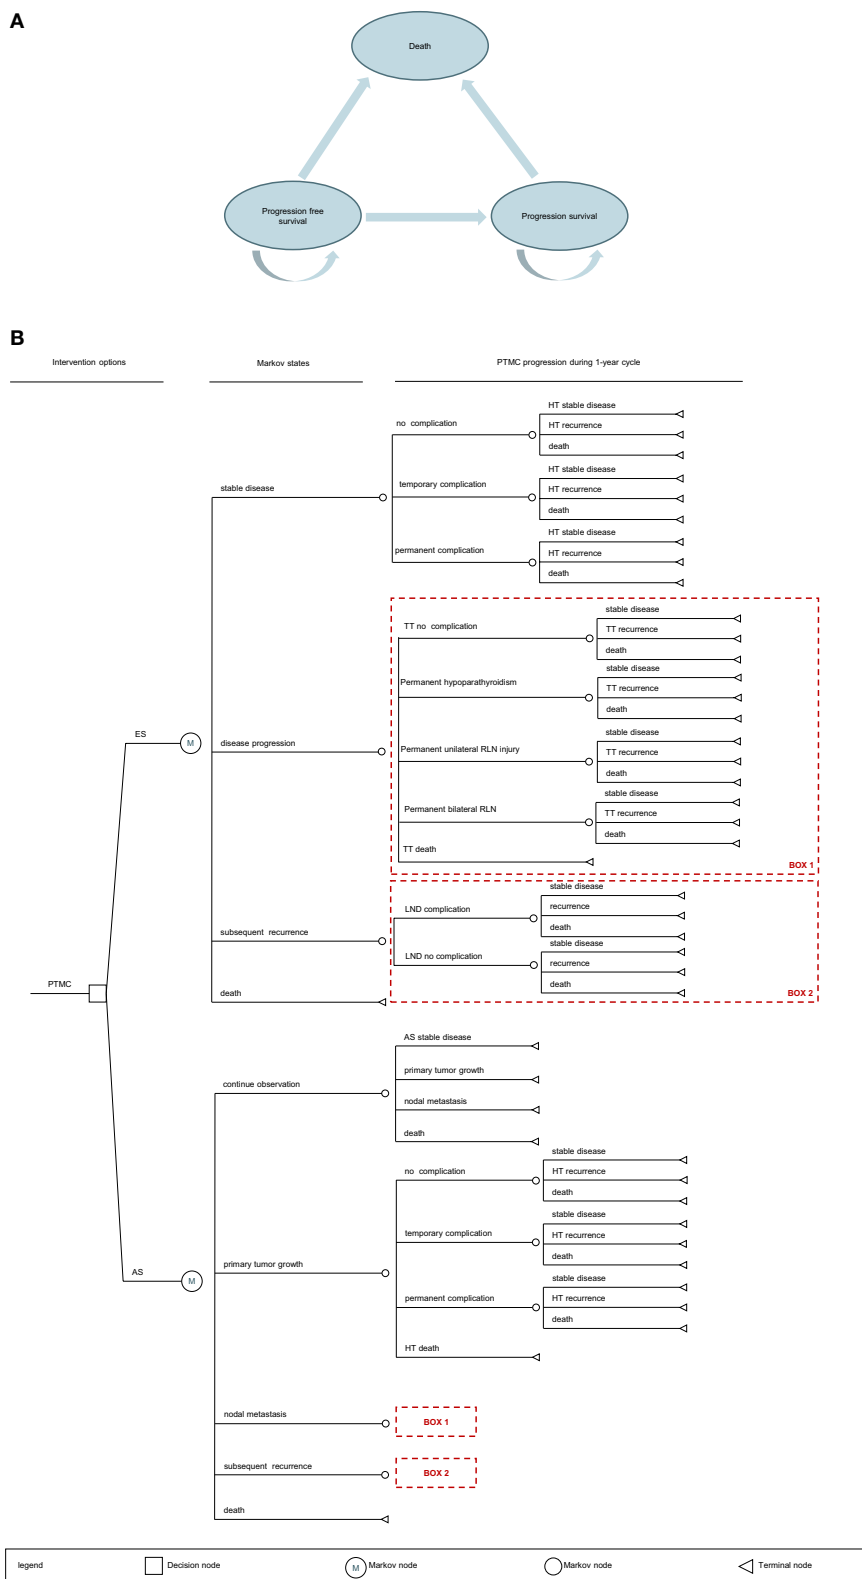 A
Death
Progression free
survival
Progression survival
B
Intervention options
Markov states
PTMC progression during 1-year cycle
HT stable disease
no complication
HT recurrence
death
HT stable disease
temporary complication
HT recurrence
stable disease
death
HT stable disease
permanent complication
HT recurrence
death
stable disease
TT no complication
TT recurrence
death
stable disease
Permanent hypoparathyroidism
TT recurrence
death
stable disease
ES
M
disease progression
Permanent unilateral RLN injury
TT recurrence
death
stable disease
Permanent bilateral RLN
TT recurrence
death
TT death
BOX 1
stable disease
LND complication
recurrence
death
subsequent recurrence
stable disease
LND no complication
recurrence
death
PTMC
death
BOX 2
AS stable disease
primary tumor growth
continue observation
nodal metastasis
death
stable disease
no complication
HT recurrence
death
stable disease
temporary complication
HT recurrence
death
AS
M
primary tumor growth
stable disease
permanent complication
HT recurrence
death
HT death
nodal metastasis
BOX 1
subsequent recurrence
BOX 2
death
legend
Decision node
M
Markov node
Markov node
Terminal node